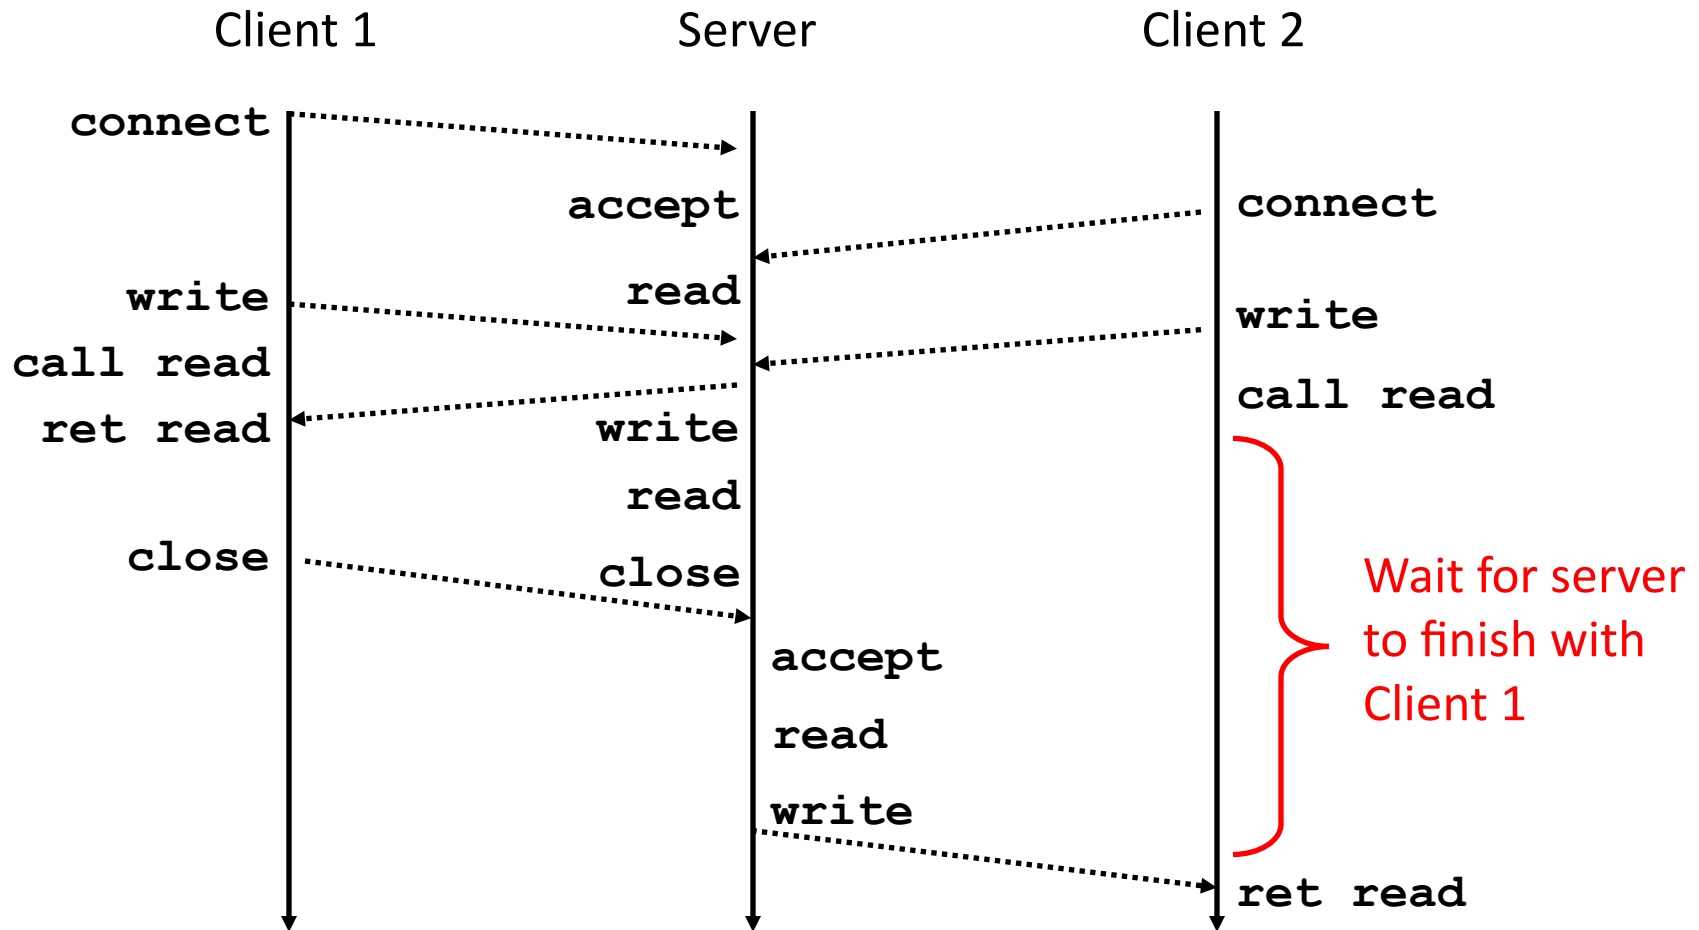 Client 1
Server
Client 2
connect
accept
connect
write
read
write
call read
call read
ret read
write
read
close
close
Wait for server
to finish with
Client 1
accept
read
write
ret read